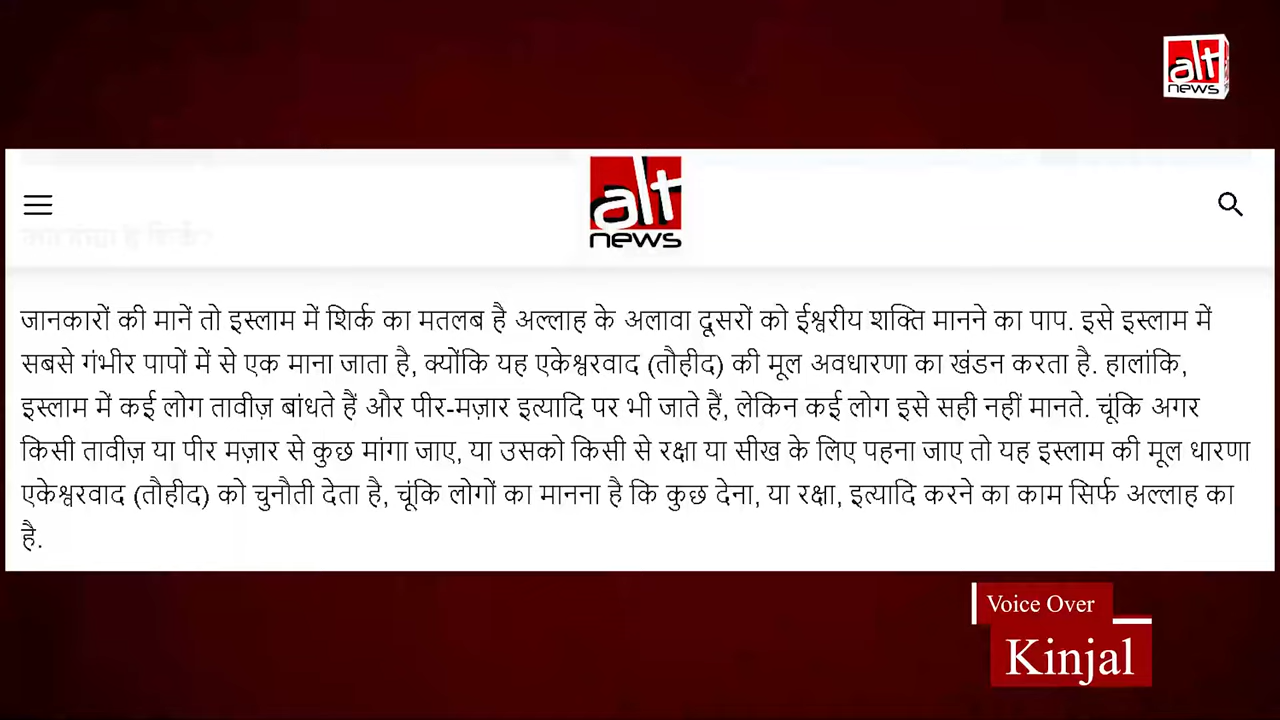 alt
news
alt
news
जानकारों की मानें तो इस्लाम में शिर्क का मतलब है अल्लाह के अलावा दूसरों को ईश्वरीय शक्ति मानने का पाप. इसे इस्लाम में
सबसे गंभीर पापों में से एक माना जाता है, क्योंकि यह एकेश्वरवाद (तौहीद) की मूल अवधारणा का खंडन करता है. हालांकि,
इस्लाम में कई लोग तावीज़ बांधते हैं और पीर-मज़ार इत्यादि पर भी जाते हैं, लेकिन कई लोग इसे सही नहीं मानते. चूंकि अगर
किसी तावीज़ या पीर मज़ार से कुछ मांगा जाए, या उसको किसी से रक्षा या सीख के लिए पहना जाए तो यह इस्लाम की मूल धारणा
एकेश्वरवाद (तौहीद) को चुनौती देता है, चूंकि लोगों का मानना है कि कुछ देना, या रक्षा, इत्यादि करने का काम सिर्फ अल्लाह का
है.
Voice Over
Kinjal